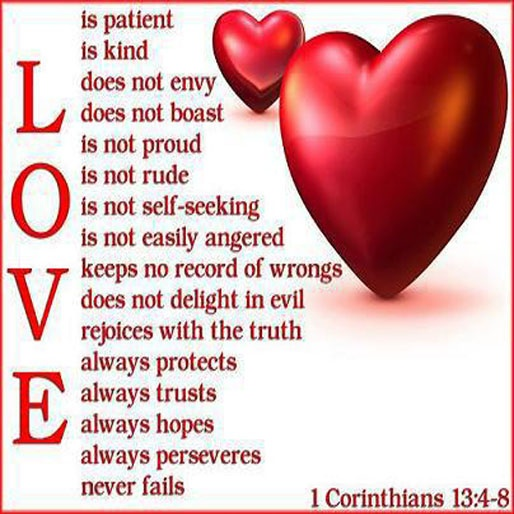 LOVE
is patient
is kind
does not envy
does not boast
is not proud
is not rude
is not self-seeking
is not easily angered
keeps no record of wrongs
does not delight in evil
rejoices with the truth
always protects
always trusts
always hopes
always perseveres
never fails
1 Corinthians 13:4-8